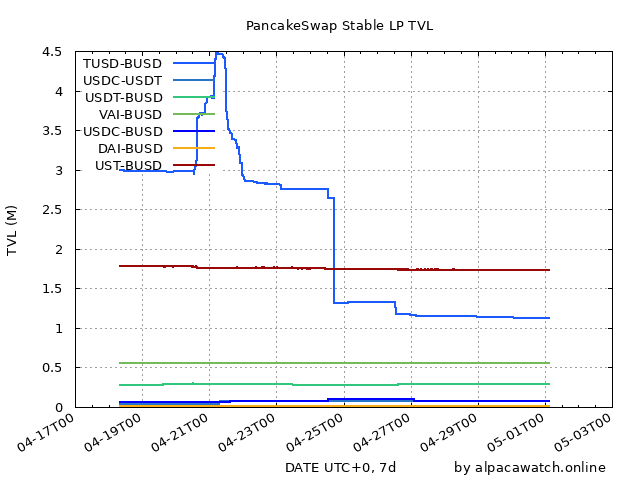 PancakeSwap Stable LP TVL
4.5
4
3.5
3
2.5
2
1.5
1
0.5
0
TVL (M)
TUSD-BUSD
USDC-USDT
USDT-BUSD
VAI-BUSD
USDC-BUSD
DAI-BUSD
UST-BUSD
04-17T00
04-19T00
04-21T00
04-23T00
04-25T00
04-27T00
04-29T00
05-01T00
05-03T00
DATE UTC+0, 7d
by alpacawatch.online